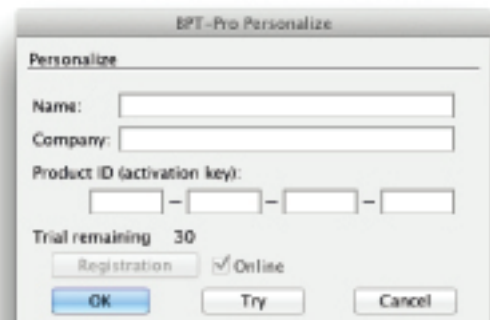 BPT-Pro Personalize
Personalize
Name:
Company:
Product ID (activation key):
– – –
Trial remaining 30
Registration Online
OK Try Cancel